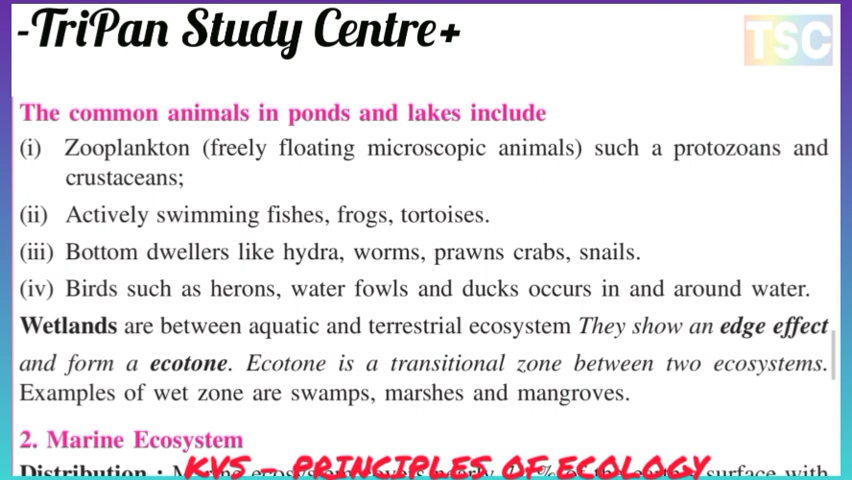 -TriPan Study Centre+
TSC
The common animals in ponds and lakes include
(i) Zooplankton (freely floating microscopic animals) such a protozoans and
crustaceans;
(ii) Actively swimming fishes, frogs, tortoises.
(iii) Bottom dwellers like hydra, worms, prawns crabs, snails.
(iv) Birds such as herons, water fowls and ducks occurs in and around water.
Wetlands are between aquatic and terrestrial ecosystem They show an edge effect
and form a ecotone. Ecotone is a transitional zone between two ecosystems.
Examples of wet zone are swamps, marshes and mangroves.
2. Marine Ecosystem
Distribution : surface with
KVS - PRINCIPLES OF ECOLOGY